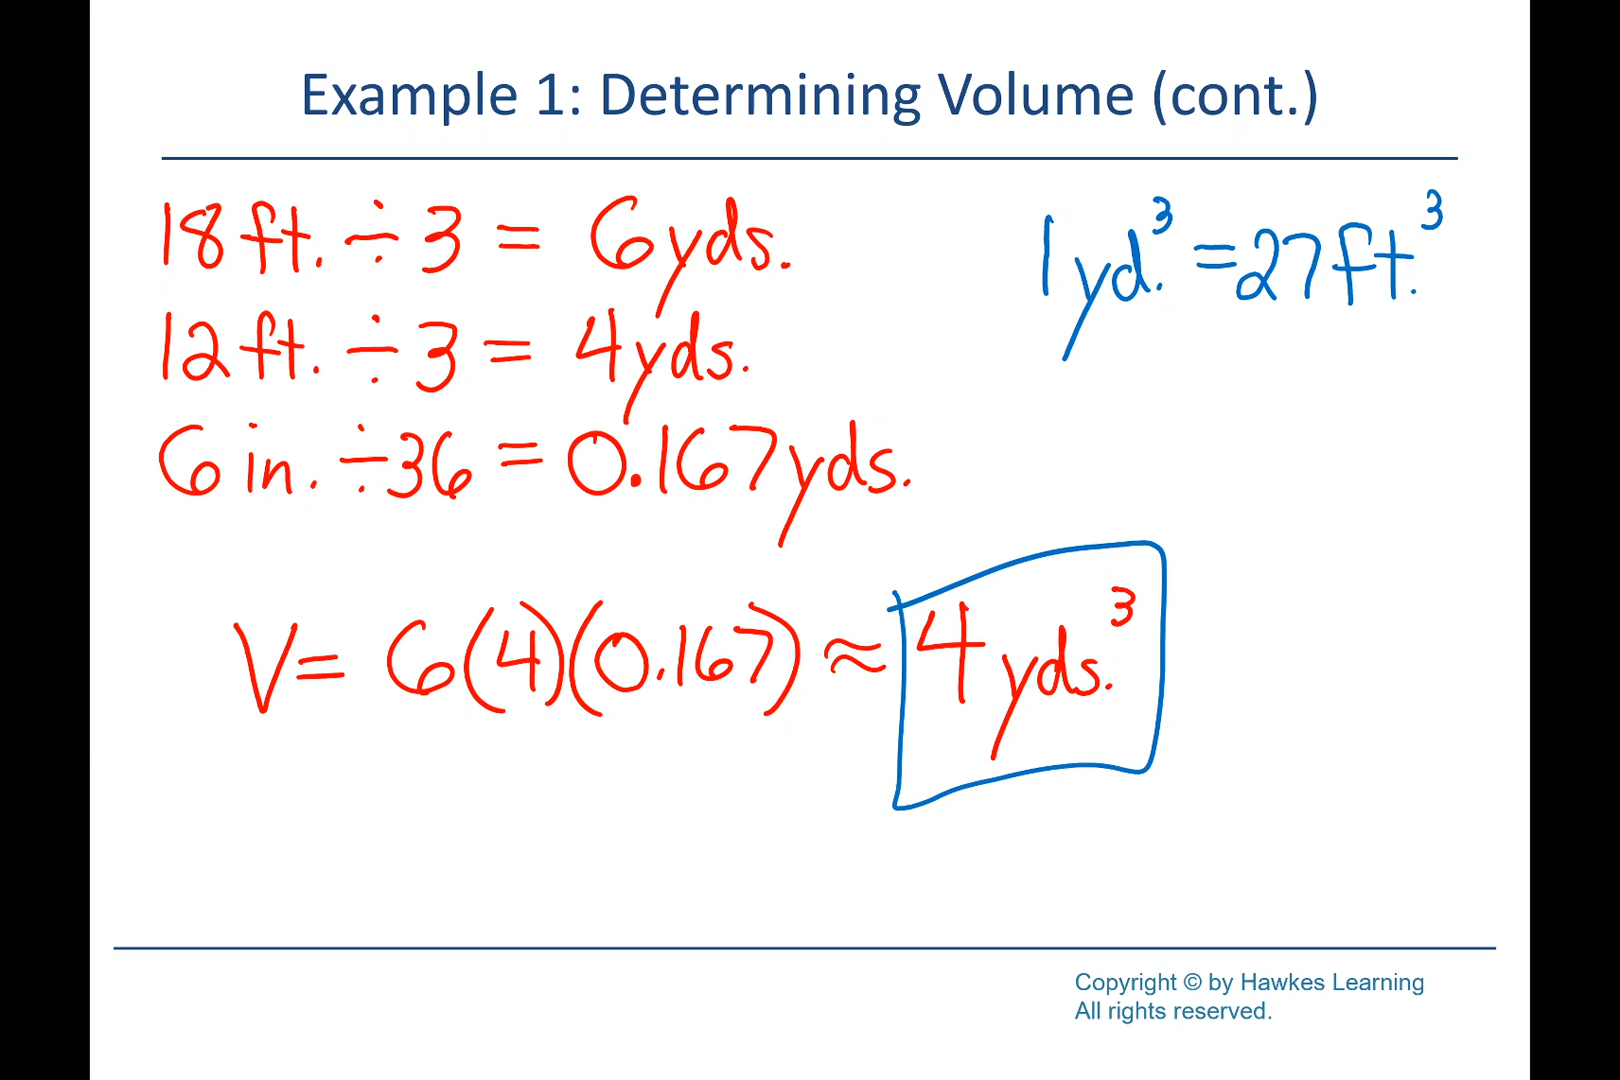 Example 1: Determining Volume (cont.)
18 ft. ÷ 3 = 6 yds.
1 yd.³ = 27 ft.³
12 ft. ÷ 3 = 4 yds.
6 in. ÷ 36 = 0.167 yds.
V = 6(4)(0.167) ≈ 4 yds.³
Copyright © by Hawkes Learning
All rights reserved.